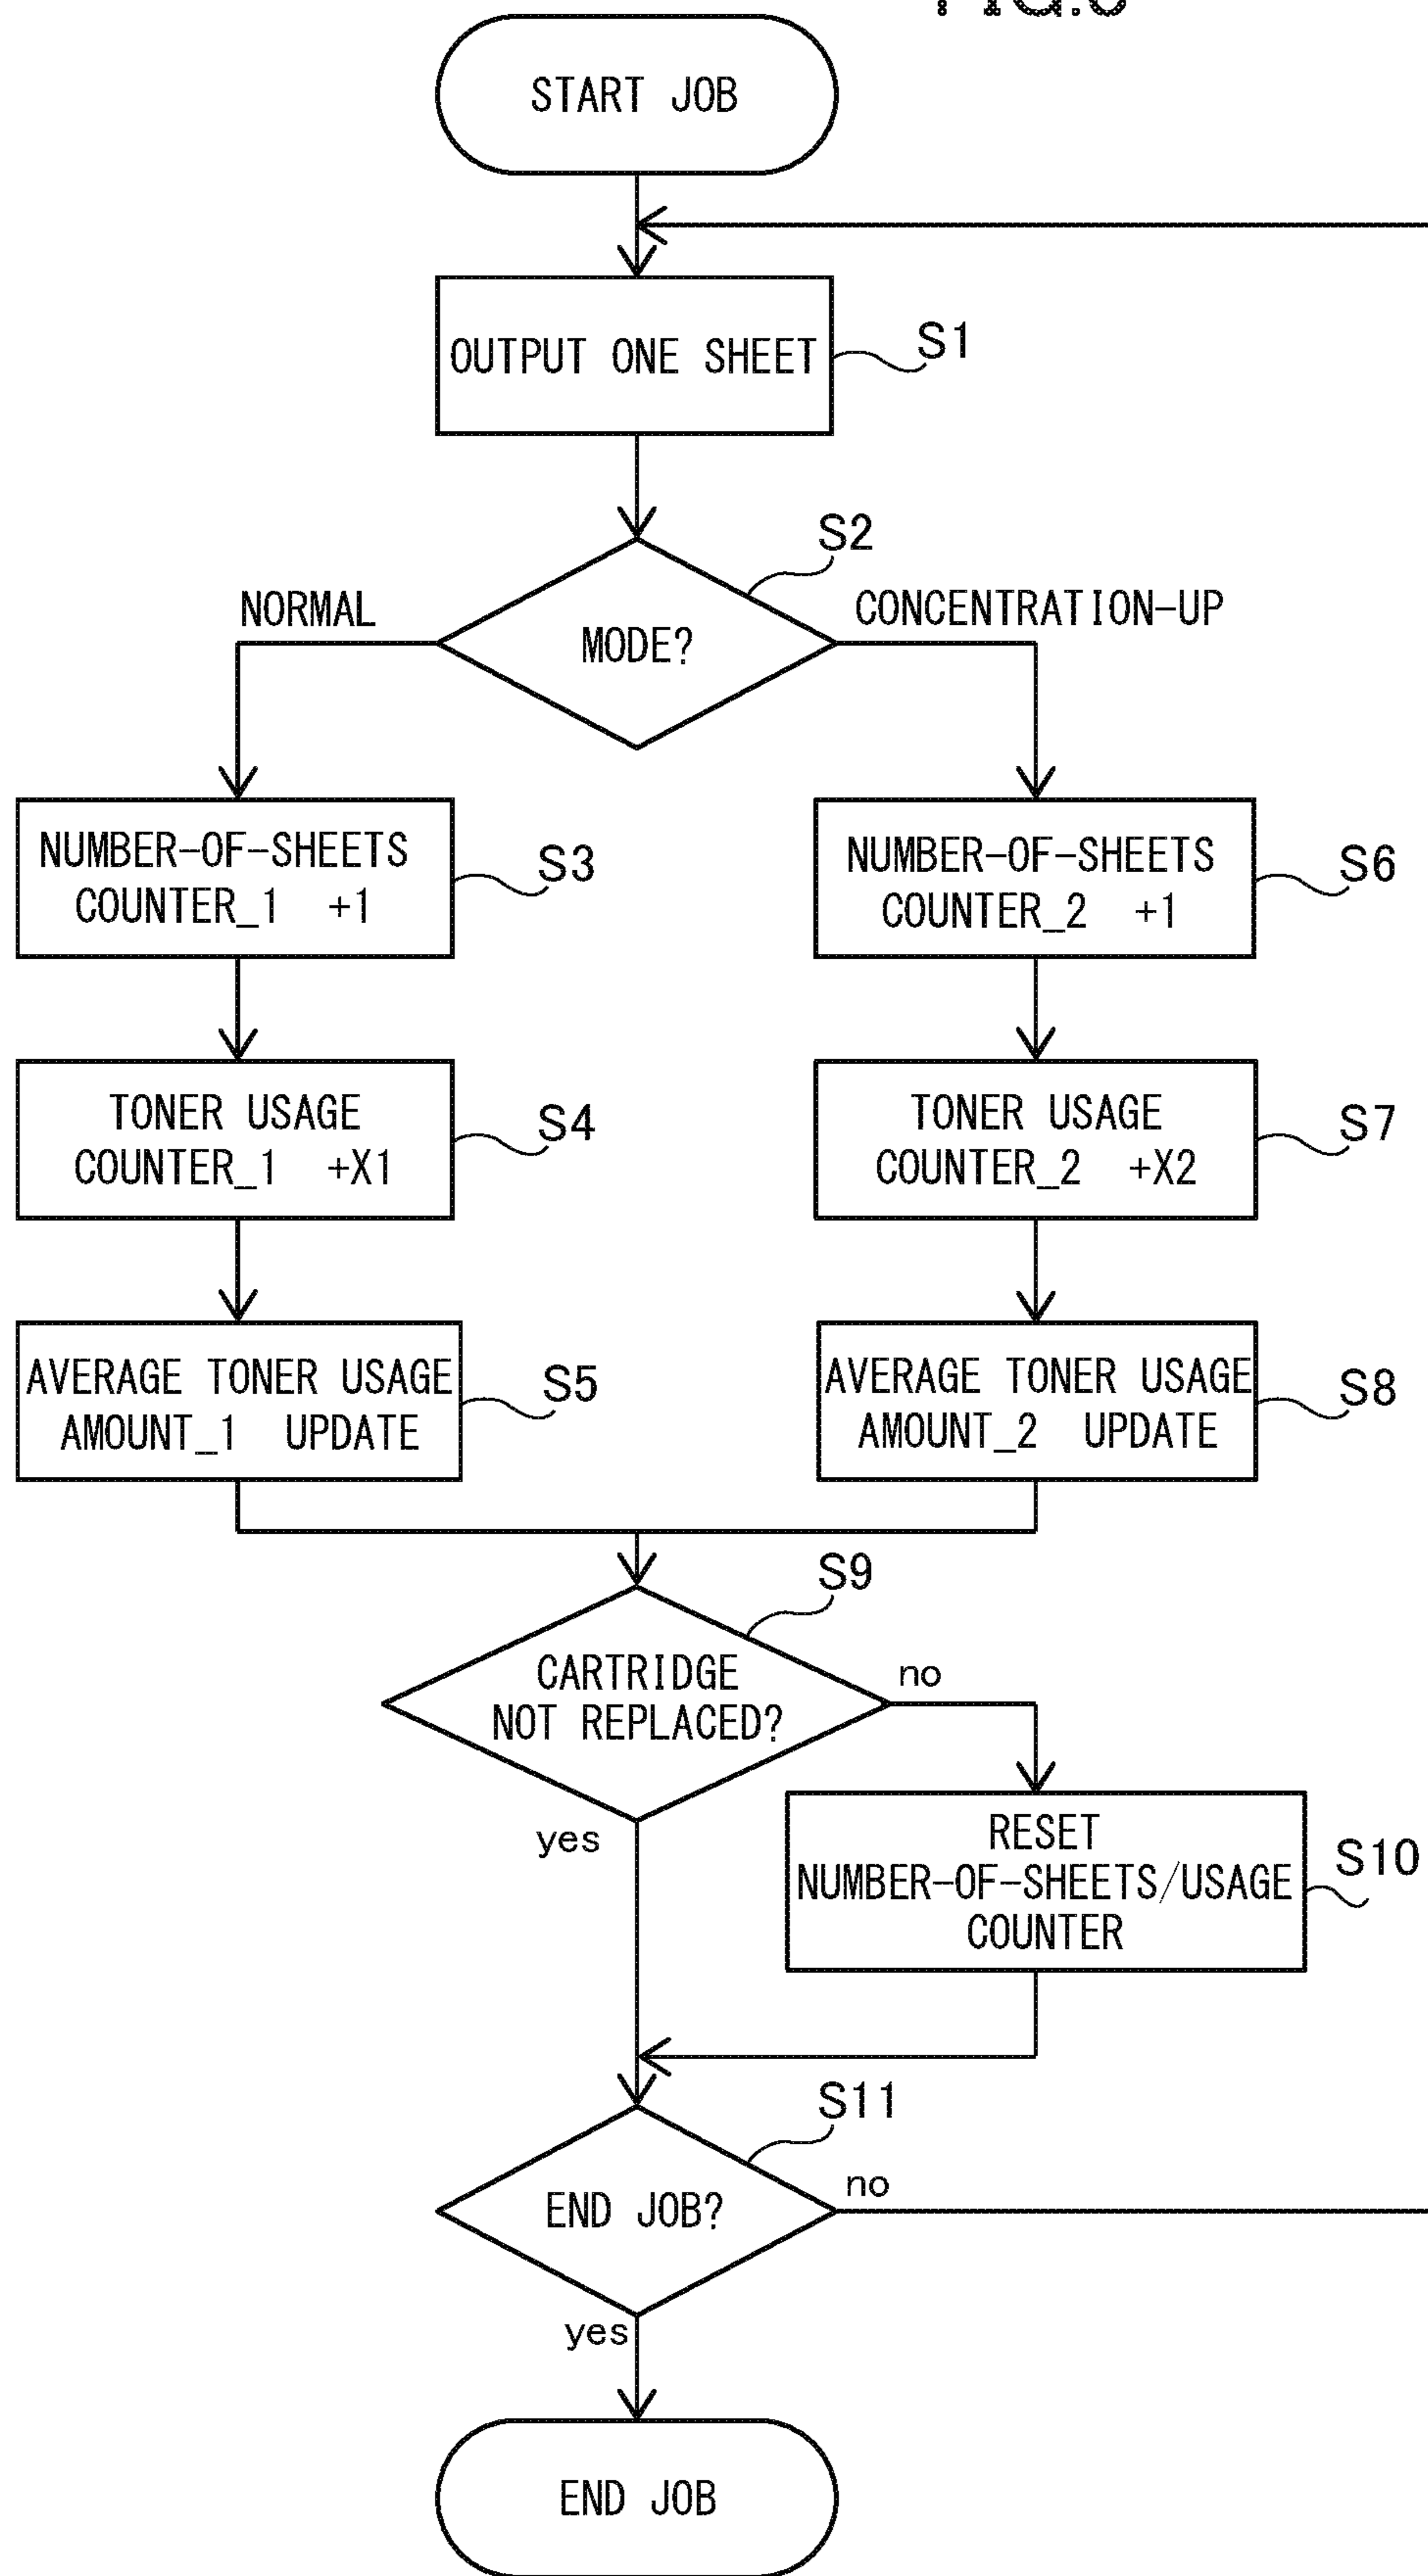 START JOB
OUTPUT ONE SHEET
S1
S2
NORMAL
CONCENTRATION-UP
MODE?
NUMBER-OF-SHEETS
COUNTER_1 +1
S3
NUMBER-OF-SHEETS
COUNTER_2 +1
S6
TONER USAGE
COUNTER_1 +X1
S4
TONER USAGE
COUNTER_2 +X2
S7
AVERAGE TONER USAGE
AMOUNT_1 UPDATE
S5
AVERAGE TONER USAGE
AMOUNT_2 UPDATE
S8
S9
CARTRIDGE
NOT REPLACED?
no
yes
RESET
NUMBER-OF-SHEETS/USAGE
COUNTER
S10
S11
END JOB?
no
yes
END JOB